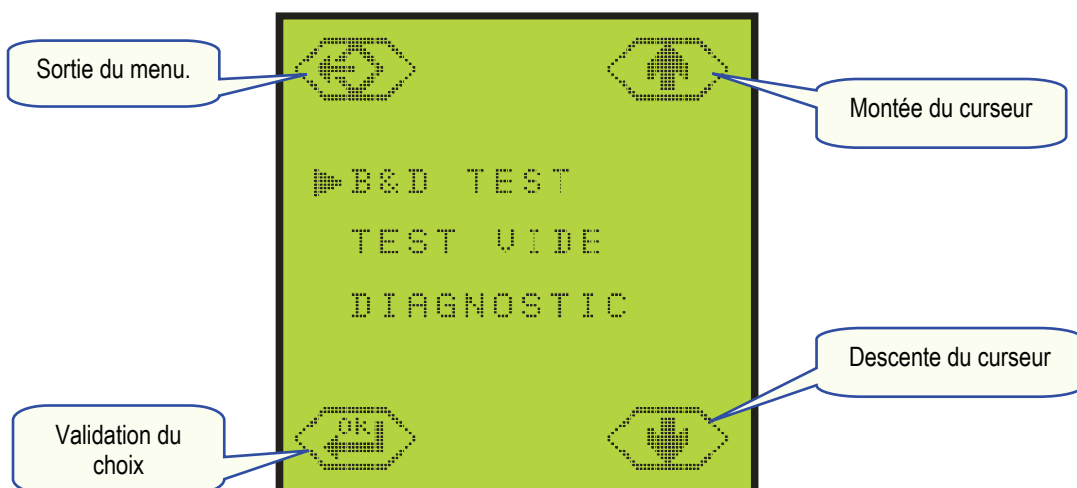 Sortie du menu.
Montée du curseur
B&D TEST
TEST VIDE
DIAGNOSTIC
Descente du curseur
Validation du
choix
ok